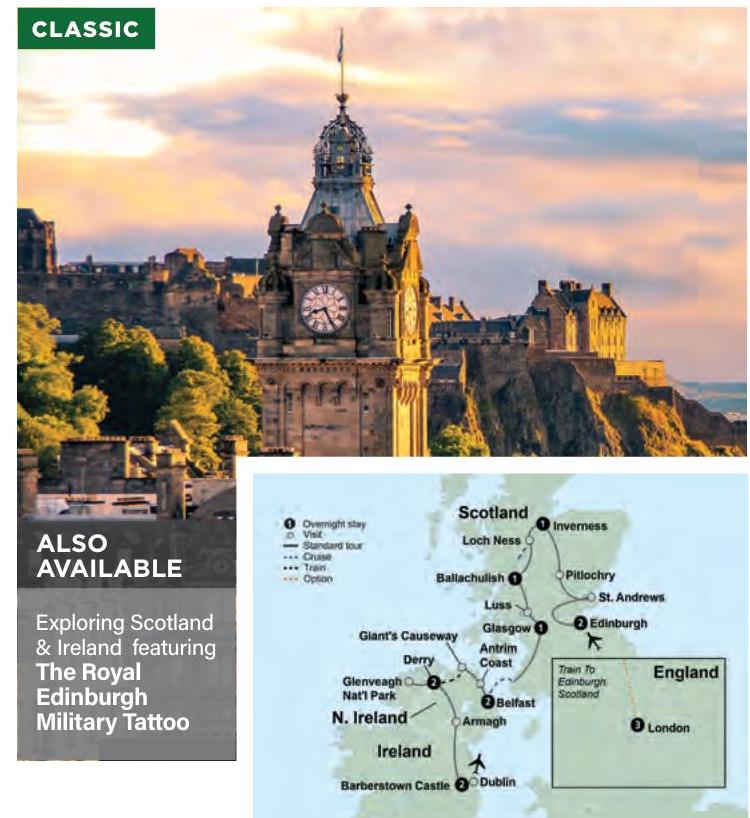 CLASSIC
ALSO
AVAILABLE
Exploring Scotland
& Ireland featuring
The Royal
Edinburgh
Military Tattoo
1 Overnight stay
Visit
Standard tour
Cruise
Train
Option
Scotland
1 Inverness
Loch Ness
Ballachulish 1
Pitlochry
St. Andrews
Luss
Glasgow 1
2 Edinburgh
Giant's Causeway
Antrim
Coast
Derry
2
Glenveagh
Nat'l Park
2 Belfast
N. Ireland
Armagh
Ireland
Barberstown Castle 2 Dublin
Train To
Edinburgh
Scotland
England
3 London